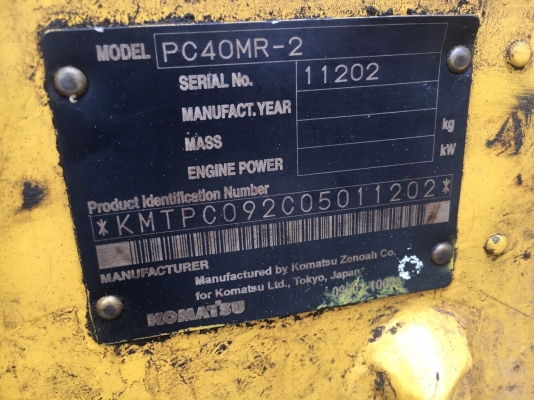 MODEL PC40MR-2
SERIAL No. 11202
MANUFACT.YEAR
MASS kg
ENGINE POWER kW
Product Identification Number
*KMTPC092C05011202*
MANUFACTURER
Manufactured by Komatsu Zenoah Co.
for Komatsu Ltd., Tokyo, Japan
KOMATSU